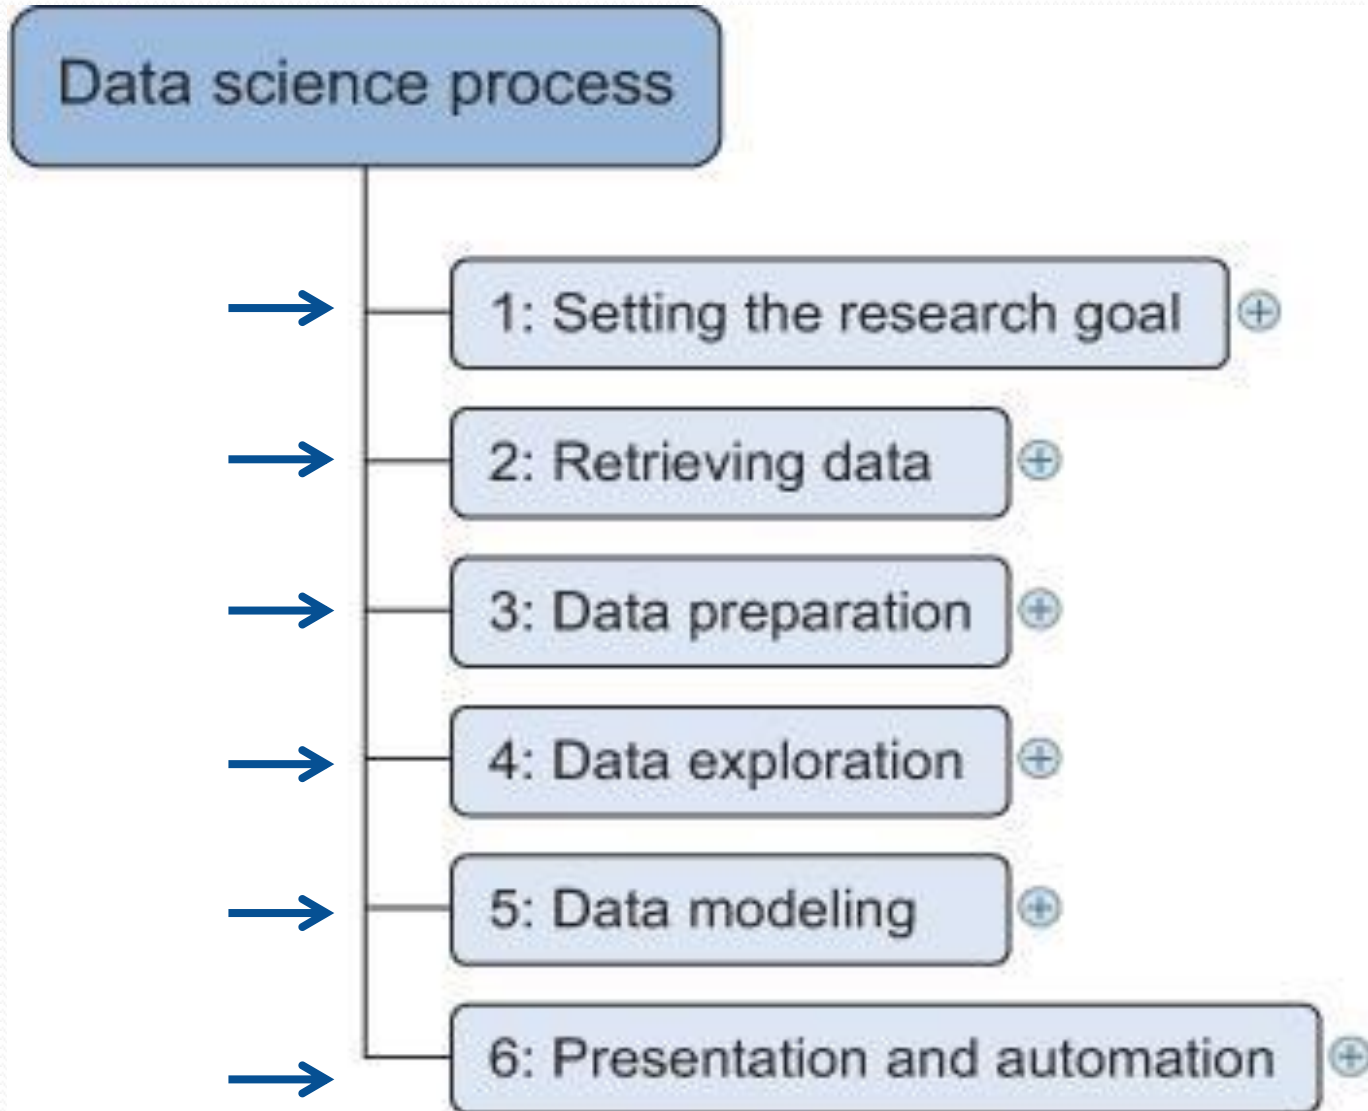 Data science process
1: Setting the research goal
2: Retrieving data
3: Data preparation
4: Data exploration
5: Data modeling
6: Presentation and automation